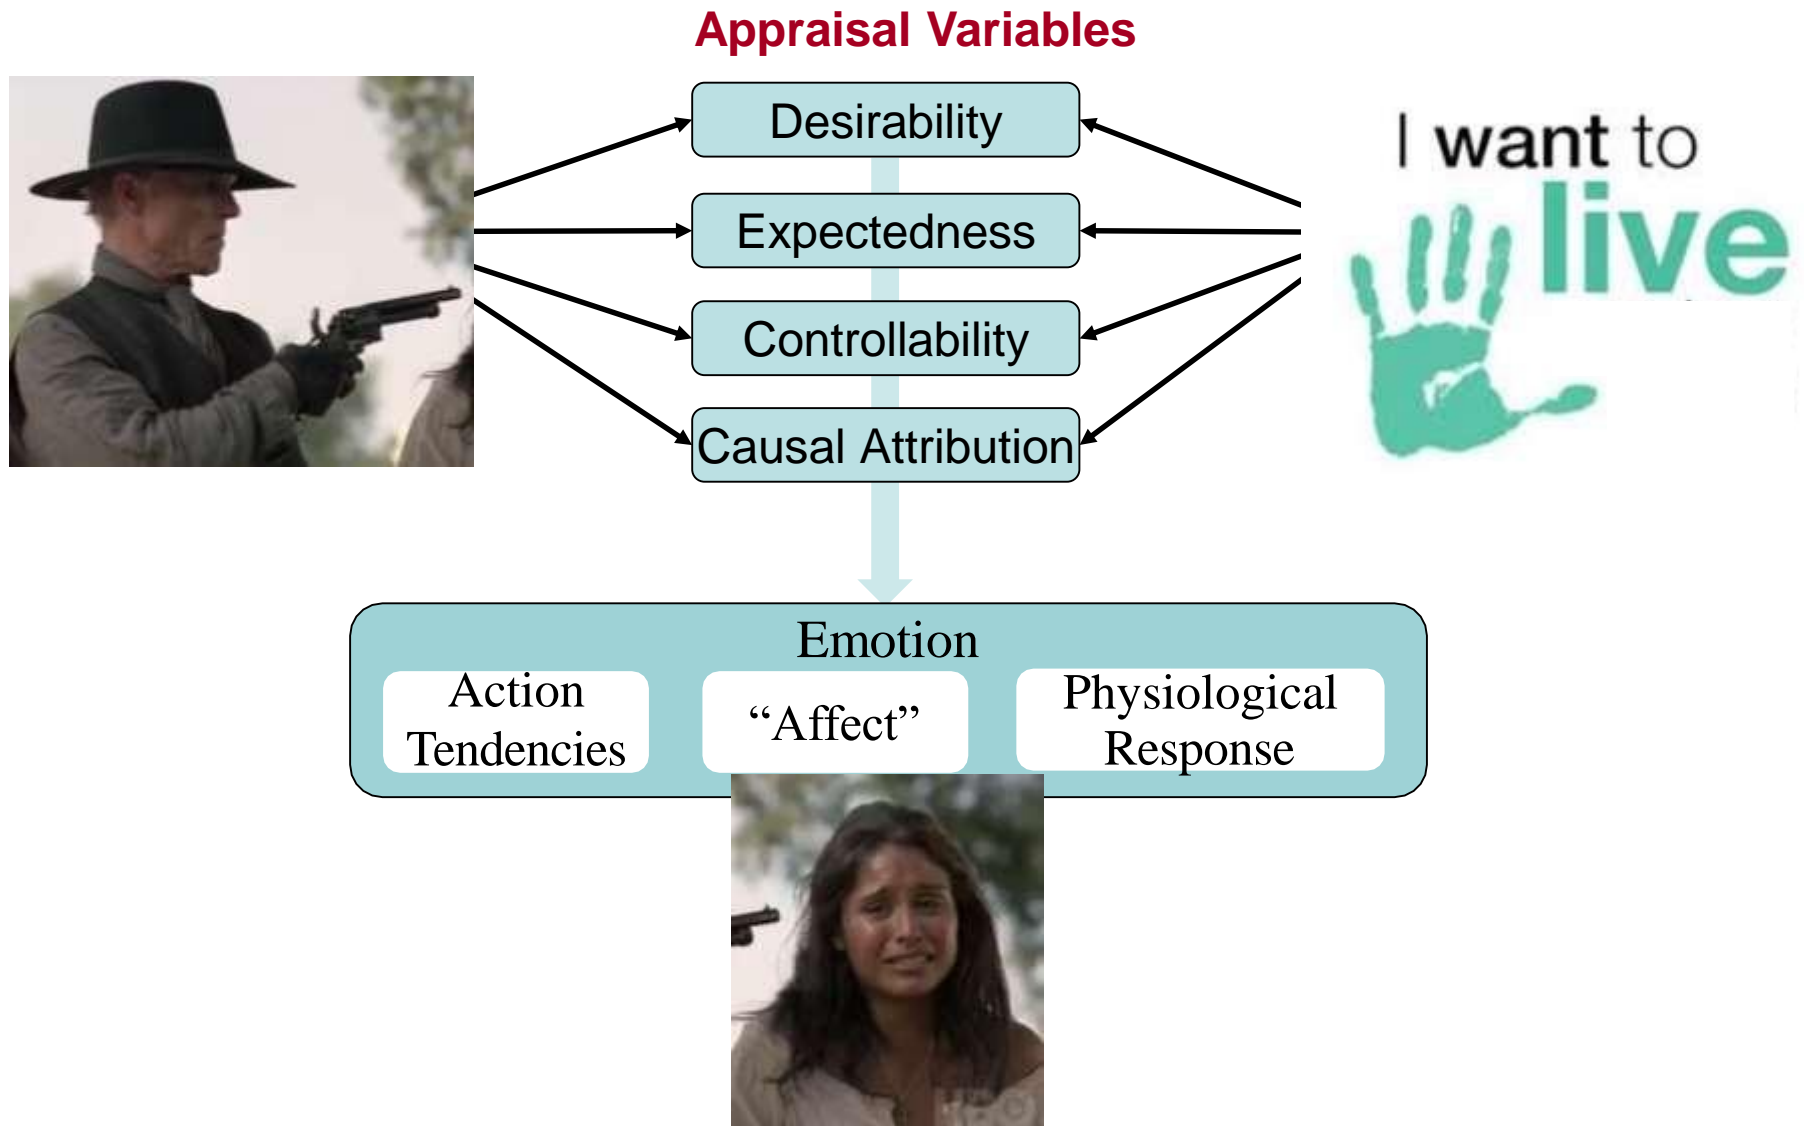 Appraisal Variables
Desirability
Expectedness
Controllability
Causal Attribution
I want to
live
Emotion
Action
Tendencies
“Affect”
Physiological
Response